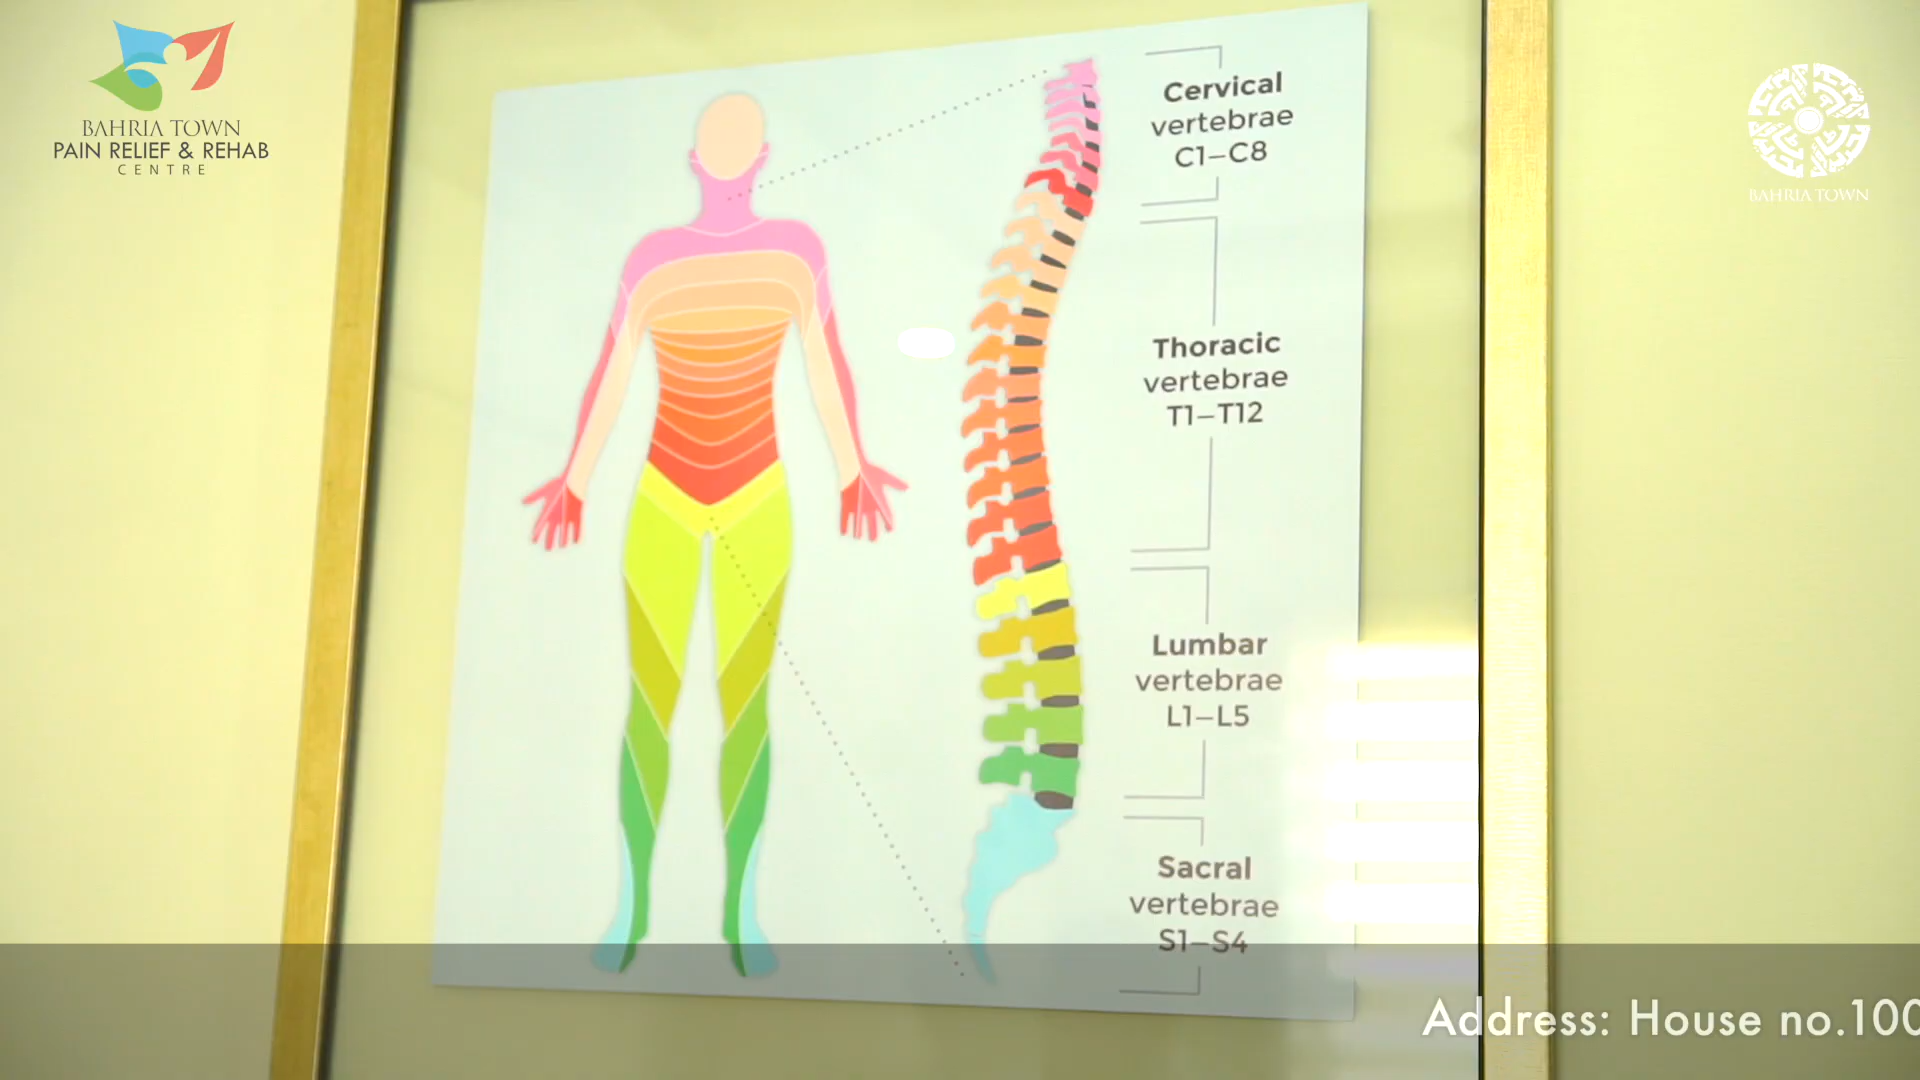 BAHRIA TOWN
PAIN RELIEF & REHAB
CENTRE
BAHRIA TOWN
Cervical
vertebrae
C1–C8
Thoracic
vertebrae
T1–T12
Lumbar
vertebrae
L1–L5
Sacral
vertebrae
S1–S4
Address: House no.100